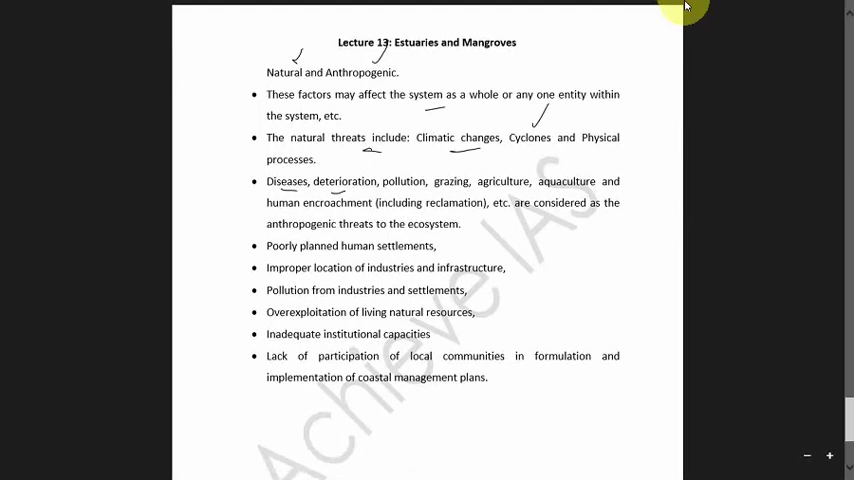 Lecture 13: Estuaries and Mangroves
Natural and Anthropogenic.
• These factors may affect the system as a whole or any one entity within
the system, etc.
• The natural threats include: Climatic changes, Cyclones and Physical
processes.
• Diseases, deterioration, pollution, grazing, agriculture, aquaculture and
human encroachment (including reclamation), etc. are considered as the
anthropogenic threats to the ecosystem.
• Poorly planned human settlements,
• Improper location of industries and infrastructure,
• Pollution from industries and settlements,
• Overexploitation of living natural resources,
• Inadequate institutional capacities
• Lack of participation of local communities in formulation and
implementation of coastal management plans.
Achieve IAS